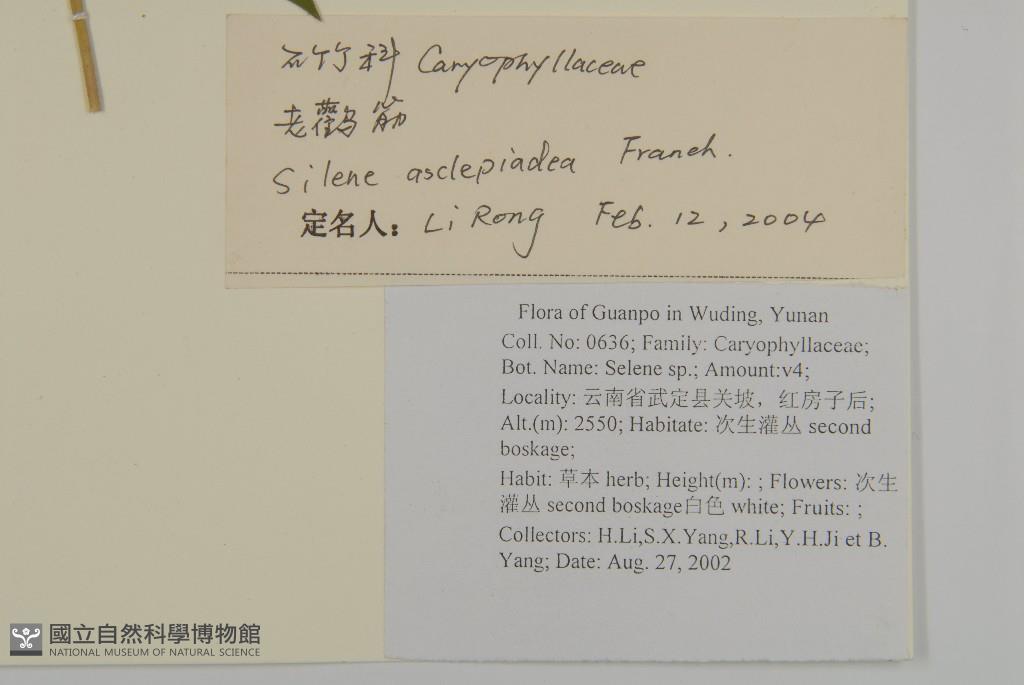 石竹科 Caryophyllaceae
老鸛筋
Silene asclepiadea Franch.
定名人: Li Rong Feb. 12, 2004
Flora of Guanpo in Wuding, Yunan
Coll. No: 0636; Family: Caryophyllaceae;
Bot. Name: Selene sp.; Amount:v4;
Locality: 云南省武定县关坡，红房子后;
Alt.(m): 2550; Habitate: 次生灌丛 second
boskage;
Habit: 草本 herb; Height(m): ; Flowers: 次生
灌丛 second boskage白色 white; Fruits: ;
Collectors: H.Li,S.X.Yang,R.Li,Y.H.Ji et B.
Yang; Date: Aug. 27, 2002
國立自然科學博物館
NATIONAL MUSEUM OF NATURAL SCIENCE